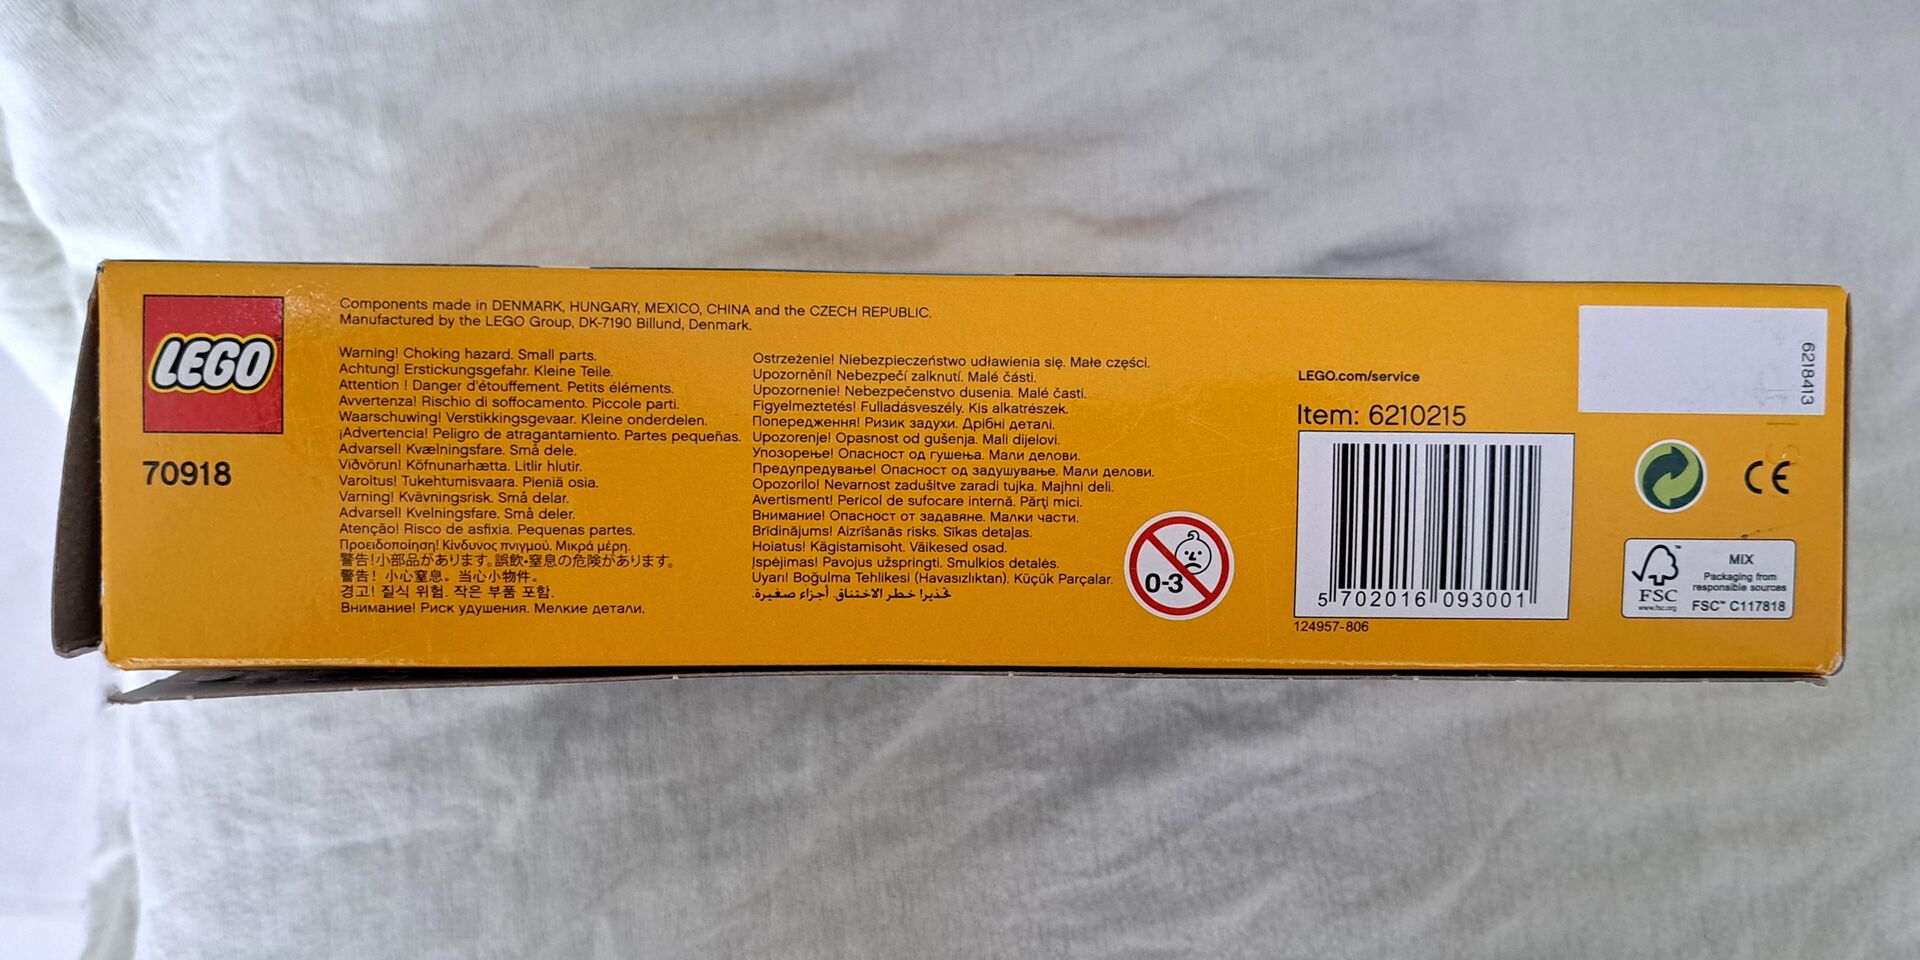 LEGO
70918
Components made in DENMARK, HUNGARY, MEXICO, CHINA and the CZECH REPUBLIC.
Manufactured by the LEGO Group, DK-7190 Billund, Denmark.
Warning! Choking hazard. Small parts.
Achtung! Erstickungsgefahr. Kleine Teile.
Attention ! Danger d'étouffement. Petits éléments.
Avvertenza! Rischio di soffocamento. Piccole parti.
Waarschuwing! Verstikkingsgevaar. Kleine onderdelen.
¡Advertencia! Peligro de atragantamiento. Partes pequeñas.
Advarsel! Kvælningsfare. Små dele.
Viðvörun! Köfnunarhætta. Litlir hlutir.
Varoitus! Tukehtumisvaara. Pieniä osia.
Varning! Kvävningsrisk. Små delar.
Advarsel! Kvelningsfare. Små deler.
Atenção! Risco de asfixia. Pequenas partes.
Προειδοποίηση! Κίνδυνος πνιγμού. Μικρά μέρη.
警告!小部品があります。誤飲・窒息の危険があります。
警告！小心窒息。当心小物件。
경고! 질식 위험. 작은 부품 포함.
Внимание! Риск удушения. Мелкие детали.
Ostrzeżenie! Niebezpieczeństwo udławienia się. Małe części.
Upozornění! Nebezpečí zalknutí. Malé části.
Upozornenie! Nebezpečenstvo dusenia. Malé časti.
Figyelmeztetés! Fulladásveszély. Kis alkatrészek.
Попередження! Ризик задухи. Дрібні деталі.
Upozorenje! Opasnost od gušenja. Mali dijelovi.
Упозорење! Опасност од гушења. Мали делови.
Предупредување! Опасност од задушување. Мали делови.
Opozorilo! Nevarnost zadušitve zaradi tujka. Majhni deli.
Avertisment! Pericol de sufocare internă. Părţi mici.
Внимание! Опасност от задавяне. Малки части.
Brīdinājums! Aizrīšanās risks. Sīkas detaļas.
Hoiatus! Kägistamisoht. Väikesed osad.
Įspėjimas! Pavojus užspringti. Smulkios detalės.
Uyarı! Boğulma Tehlikesi (Havasızlıktan). Küçük Parçalar.
تحذير! خطر الاختناق. أجزاء صغيرة.
0-3
LEGO.com/service
Item: 6210215
5 702016 093001
124957-806
6218413
CE
FSC
www.fsc.org
MIX
Packaging from
responsible sources
FSC™ C117818